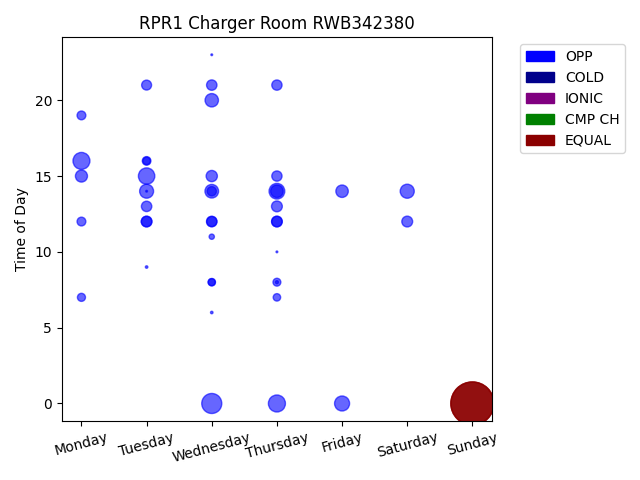 RPR1 Charger Room RWB342380
OPP
COLD
IONIC
CMP CH
EQUAL
Time of Day
20
15
10
5
0
Monday
Tuesday
Wednesday
Thursday
Friday
Saturday
Sunday